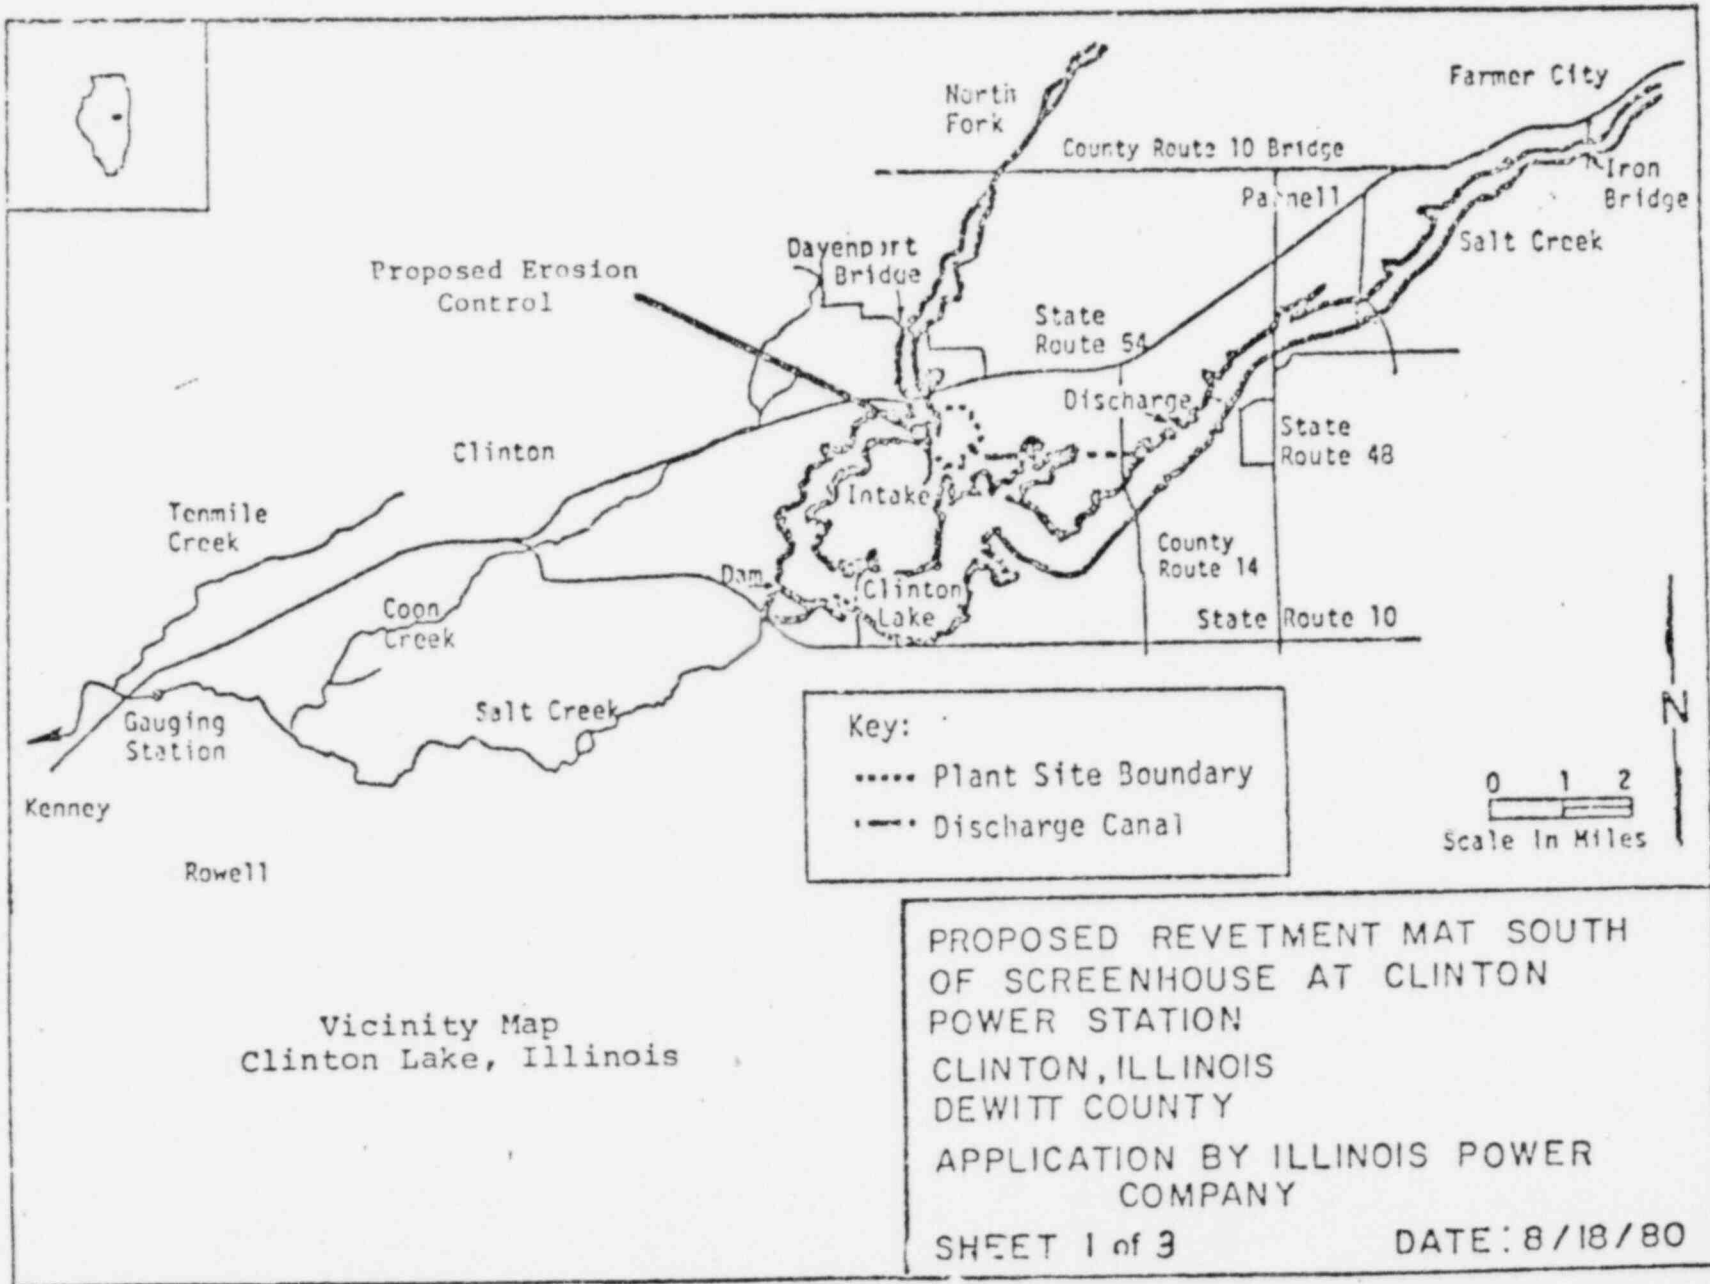 North
Fork
Farmer City
County Route 10 Bridge
Iron
Bridge
Parnell
Salt Creek
Davenport
Bridge
Proposed Erosion
Control
State
Route 54
Discharge
State
Route 48
Clinton
Intake
Tenmile
Creek
County
Route 14
Dam
Clinton
Lake
Coon
Creek
State Route 10
Salt Creek
Gauging
Station
Kenney
Rowell
Key:
Plant Site Boundary
Discharge Canal
N
0 1 2
Scale In Miles
Vicinity Map
Clinton Lake, Illinois
PROPOSED REVETMENT MAT SOUTH
OF SCREENHOUSE AT CLINTON
POWER STATION
CLINTON, ILLINOIS
DEWITT COUNTY
APPLICATION BY ILLINOIS POWER
COMPANY
SHEET 1 of 3 DATE: 8/18/80